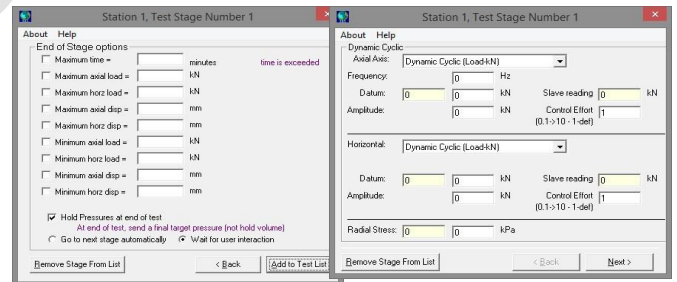 Station 1, Test Stage Number 1
About Help
End of Stage options
Maximum time = minutes time is exceeded
Maximum axial load = kN
Maximum horz load = kN
Maximum axial disp = mm
Maximum horz disp = mm
Minimum axial load = kN
Minimum horz load = kN
Minimum axial disp = mm
Minimum horz disp = mm
Hold Pressures at end of test
At end of test, send a final target pressure (not hold volume)
Go to next stage automatically Wait for user interaction
Remove Stage From List < Back Add to Test List
Station 1, Test Stage Number 1
About Help
Dynamic Cyclic
Axial Axis: Dynamic Cyclic (Load-kN)
Frequency: 0 Hz
Datum: 0 0 kN Slave reading 0 kN
Amplitude: 0 kN Control Effort 1
(0.1->10 - 1-def)
Horizontal: Dynamic Cyclic (Load-kN)
Datum: 0 0 kN Slave reading 0 kN
Amplitude: 0 kN Control Effort 1
(0.1->10 - 1-def)
Radial Stress: 0 0 kPa
Remove Stage From List < Back Next >